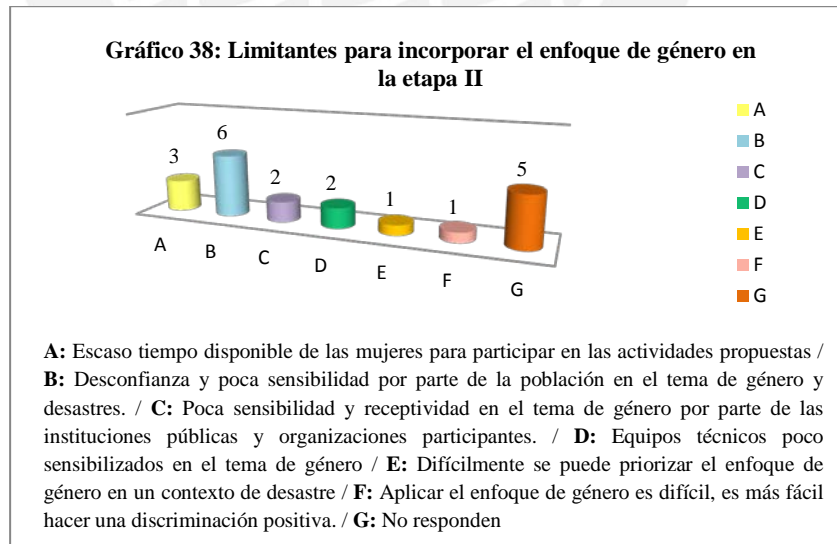 Gráfico 38: Limitantes para incorporar el enfoque de género en
la etapa II
3
6
2
2
1
1
5
A
B
C
D
E
F
G
A
B
C
D
E
F
G
A: Escaso tiempo disponible de las mujeres para participar en las actividades propuestas /
B: Desconfianza y poca sensibilidad por parte de la población en el tema de género y
desastres. / C: Poca sensibilidad y receptividad en el tema de género por parte de las
instituciones públicas y organizaciones participantes. / D: Equipos técnicos poco
sensibilizados en el tema de género / E: Difícilmente se puede priorizar el enfoque de
género en un contexto de desastre / F: Aplicar el enfoque de género es difícil, es más fácil
hacer una discriminación positiva. / G: No responden